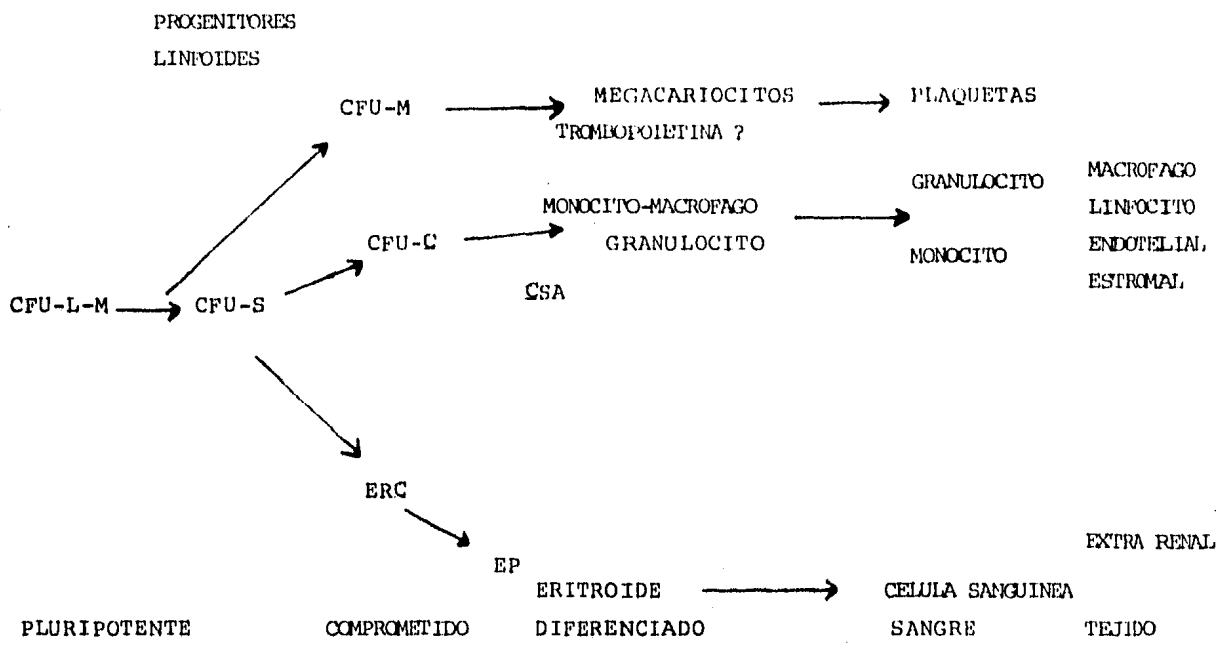 PROGENITORES
LINFOIDES
CFU-M
MEGACARIOCITOS
PLAQUETAS
TROMBOPOIETINA ?
GRANULOCITO
MACROFAGO
MONOCITO-MACROFAGO
LINFOCITO
CFU-C
GRANULOCITO
ENDOTELIAL
MONOCITO
ESTROMAL
CSA
CFU-L-M
CFU-S
ERC
EXTRA RENAL
EP
ERITROIDE
CELULA SANGUINEA
PLURIPOTENTE COMPROMETIDO DIFERENCIADO SANGRE TEJIDO